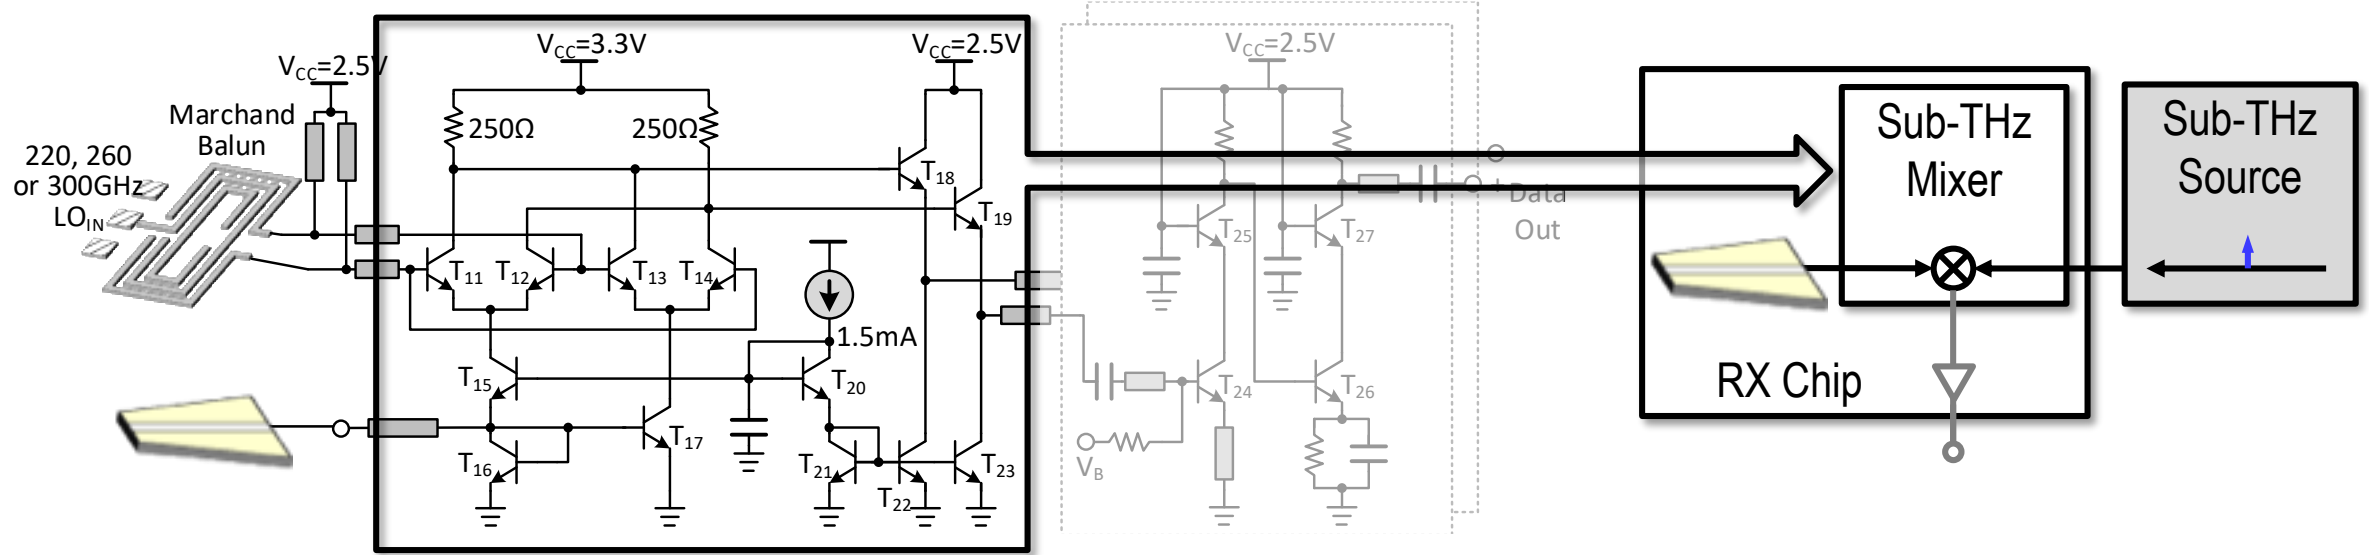 V_CC=2.5V
Marchand
Balun
220, 260
or 300GHz
LO_IN
V_CC=3.3V
250Ω
250Ω
V_CC=2.5V
T_18
T_19
T_11
T_12
T_13
T_14
1.5mA
T_15
T_20
T_16
T_17
T_21
T_22
T_23
V_CC=2.5V
T_25
T_27
+ Data
Out
T_24
T_26
V_B
Sub-THz
Mixer
RX Chip
Sub-THz
Source